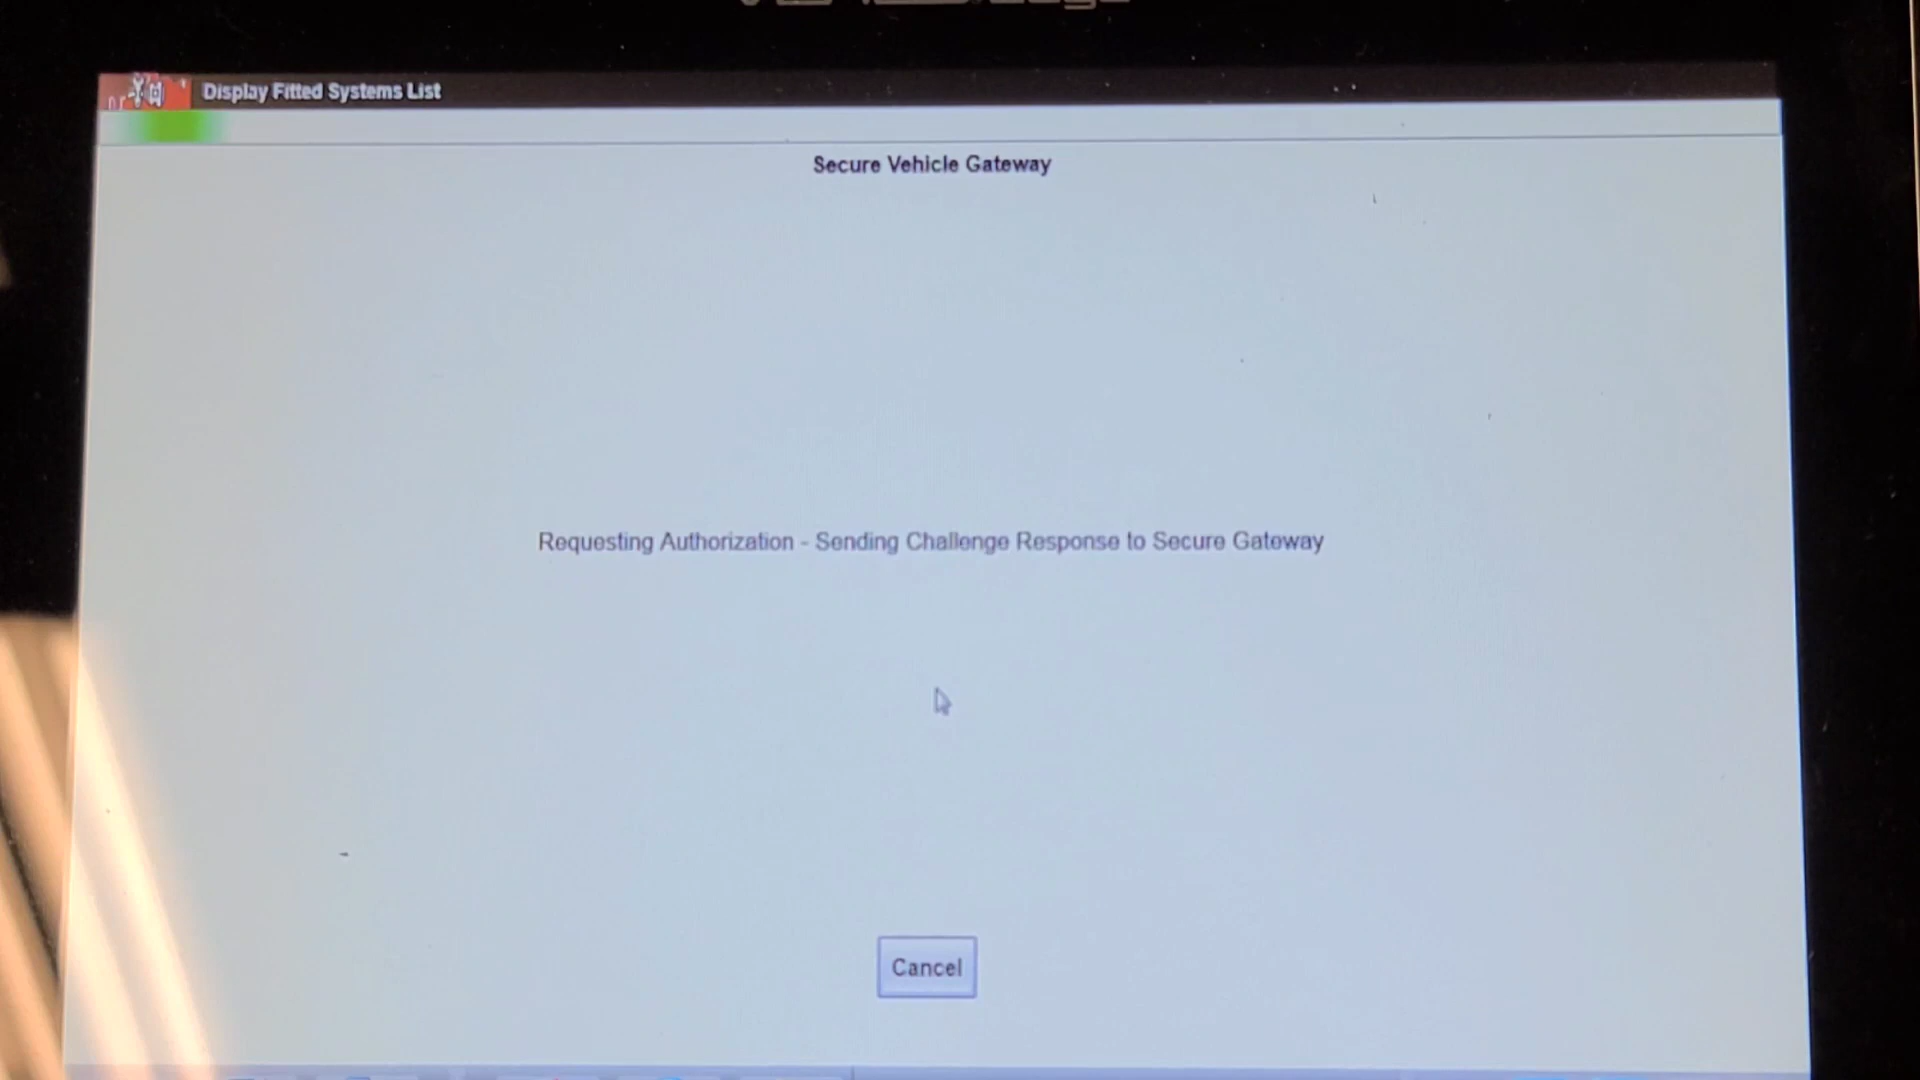 Display Fitted Systems List
Secure Vehicle Gateway
Requesting Authorization - Sending Challenge Response to Secure Gateway
Cancel